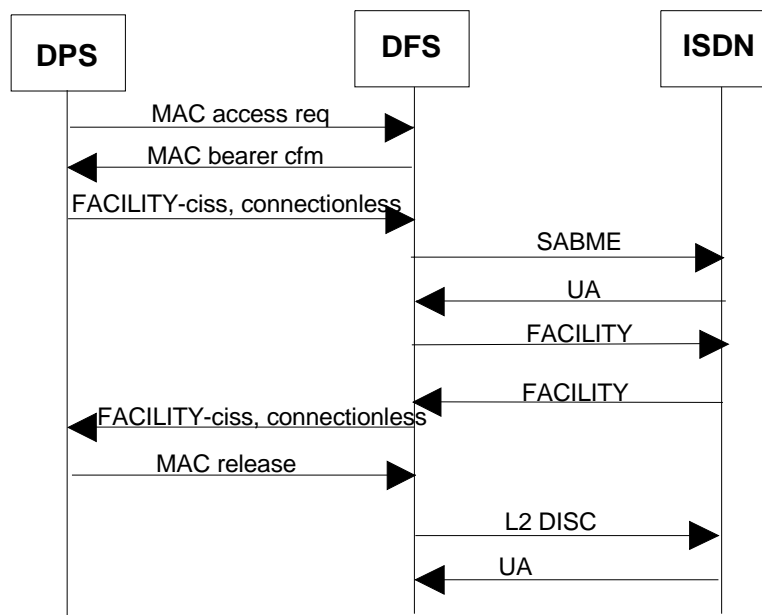 DPS
DFS
ISDN
MAC access req
MAC bearer cfm
FACILITY-ciss, connectionless
SABME
UA
FACILITY
FACILITY
FACILITY-ciss, connectionless
MAC release
L2 DISC
UA